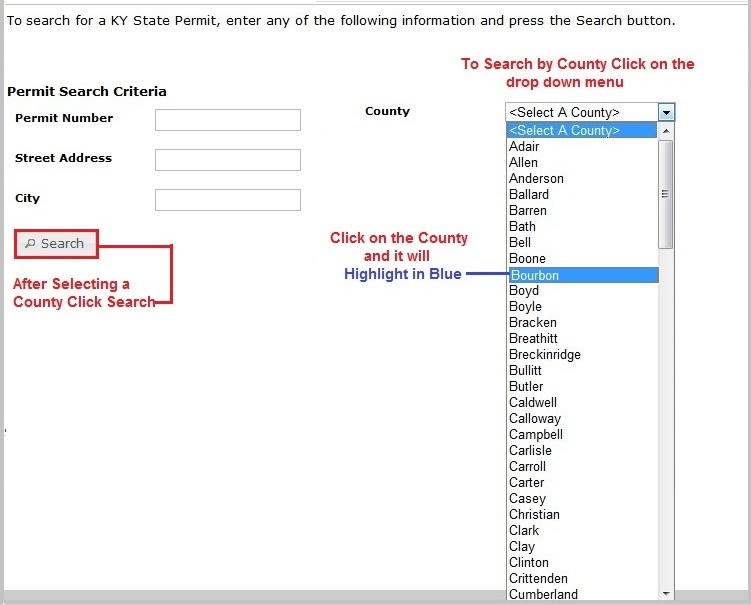 To search for a KY State Permit, enter any of the following information and press the Search button.
To Search by County Click on the
drop down menu
Permit Search Criteria
Permit Number
Street Address
City
Search
After Selecting a
County Click Search
County
<Select A County>
<Select A County>
Adair
Allen
Anderson
Ballard
Barren
Bath
Bell
Boone
Click on the County
and it will
Highlight in Blue
Bourbon
Boyd
Boyle
Bracken
Breathitt
Breckinridge
Bullitt
Butler
Caldwell
Calloway
Campbell
Carlisle
Carroll
Carter
Casey
Christian
Clark
Clay
Clinton
Crittenden
Cumberland